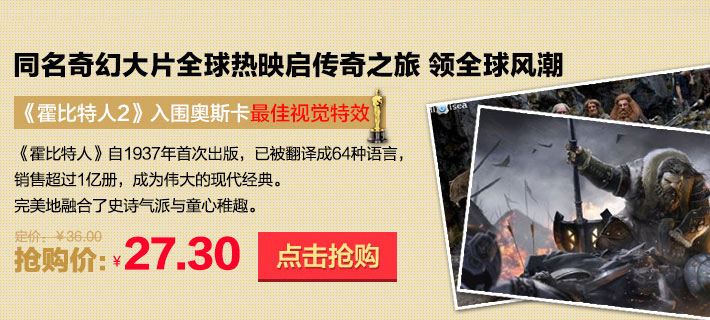 同名奇幻大片全球热映启传奇之旅 领全球风潮
《霍比特人2》入围奥斯卡最佳视觉特效
《霍比特人》自1937年首次出版，已被翻译成64种语言，
销售超过1亿册，成为伟大的现代经典。
完美地融合了史诗气派与童心稚趣。
定价：￥36.00
抢购价：￥27.30
点击抢购